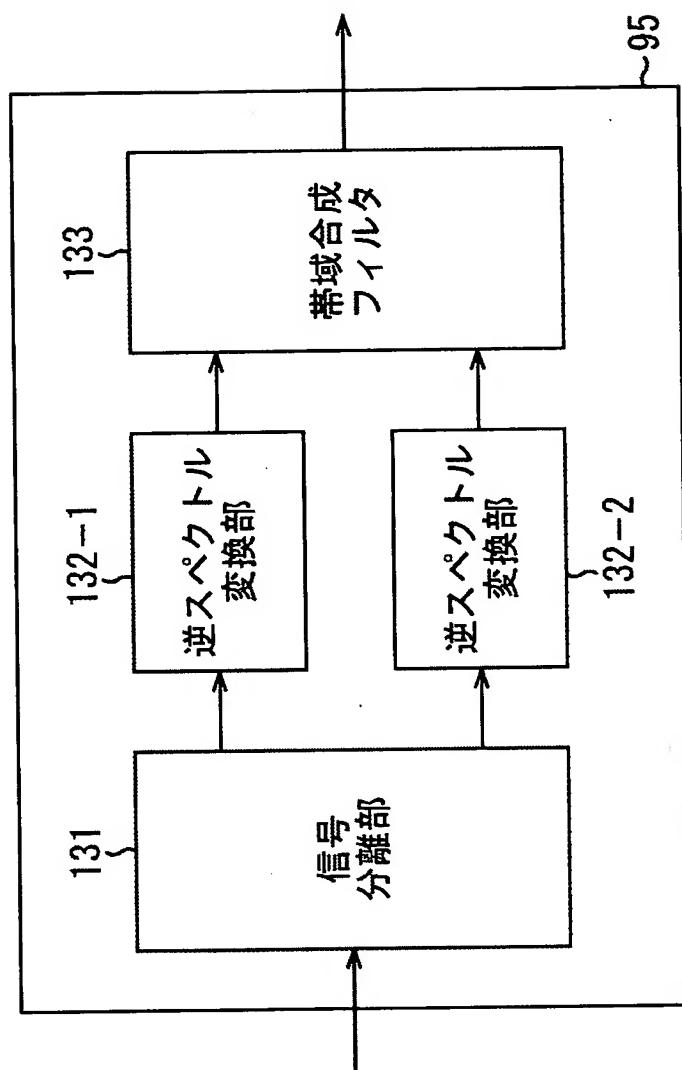 131
信号
分離部
132-1
逆スペクトル
変換部
132-2
逆スペクトル
変換部
133
帯域合成
フィルタ
95